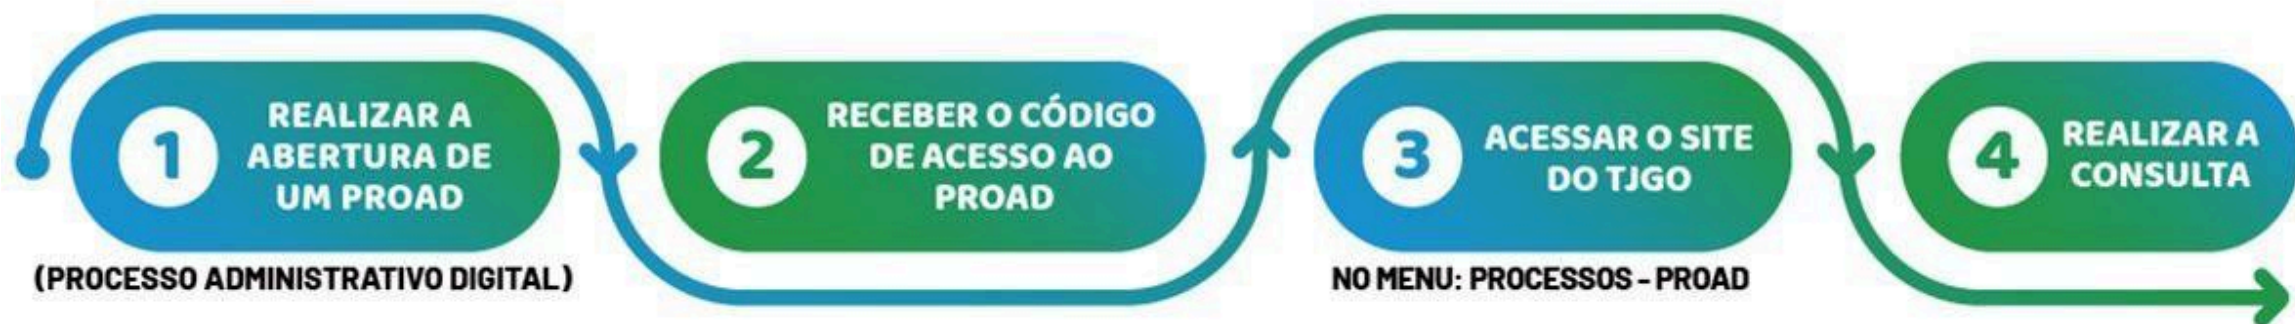 1
REALIZAR A
ABERTURA DE
UM PROAD
(PROCESSO ADMINISTRATIVO DIGITAL)
2
RECEBER O CÓDIGO
DE ACESSO AO
PROAD
3
ACESSAR O SITE
DO TJGO
NO MENU: PROCESSOS - PROAD
4
REALIZAR A
CONSULTA